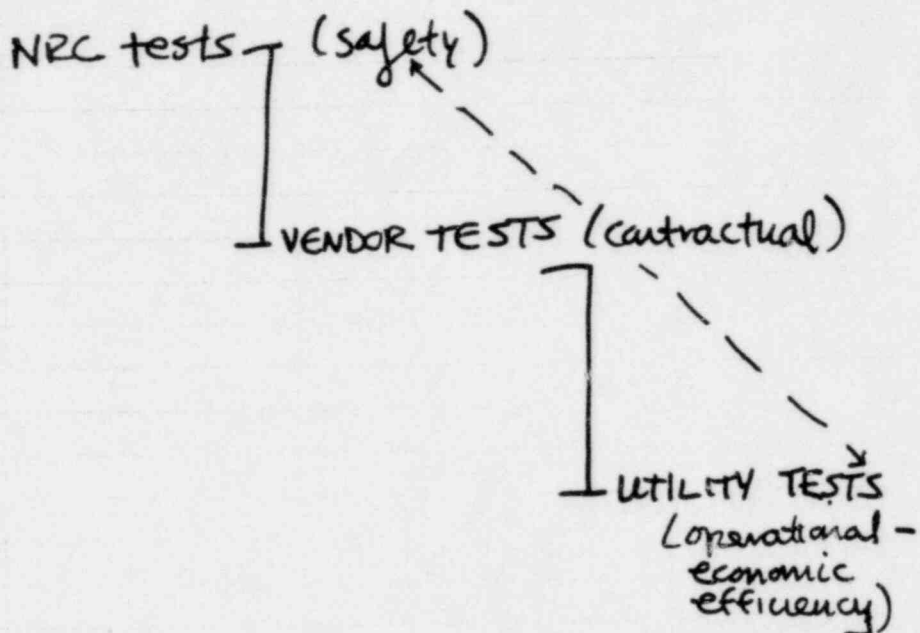 NRC tests (safety)
VENDOR TESTS (contractual)
UTILITY TESTS
(operational -
economic
efficiency)